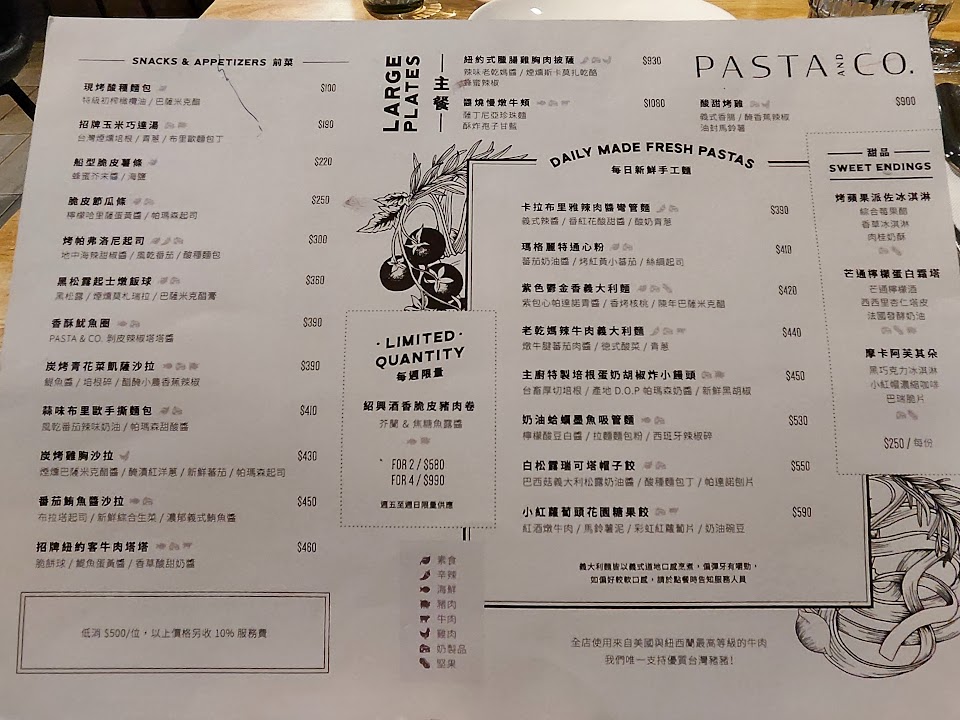 PASTA AND CO.
SNACKS & APPETIZERS 前菜
現烤酸種麵包 $100
特級初榨橄欖油 / 巴薩米克醋
招牌玉米巧達湯 $190
台灣煙燻培根 / 青蔥 / 布里歐麵包丁
船型脆皮薯條 $220
蜂蜜芥末醬 / 海鹽
脆皮節瓜條 $250
檸檬哈里薩蛋黃醬 / 帕瑪森起司
烤帕弗洛尼起司 $300
地中海辣甜椒醬 / 風乾番茄 / 酸種麵包
黑松露起士燉飯球 $360
黑松露 / 煙燻莫札瑞拉 / 巴薩米克醋膏
香酥魷魚圈 $390
PASTA & CO. 剝皮辣椒塔塔醬
炭烤青花菜凱薩沙拉 $390
鯷魚醬 / 培根碎 / 醋醃小農香蕉辣椒
蒜味布里歐手撕麵包 $410
風乾番茄辣味奶油 / 帕瑪森甜酸醬
炭烤雞胸沙拉 $430
煙燻巴薩米克醋醬 / 醃漬紅洋蔥 / 新鮮蕃茄 / 帕瑪森起司
番茄鮪魚醬沙拉 $450
布拉塔起司 / 新鮮綜合生菜 / 濃郁義式鮪魚醬
招牌紐約客牛肉塔塔 $460
脆餅球 / 鯷魚蛋黃醬 / 香草酸甜奶醬
低消 $500/位，以上價格另收 10% 服務費
LARGE PLATES 主餐
紐約式臘腸雞胸肉披薩 $930
辣味老乾媽醬 / 煙燻斯卡莫扎乾酪
蜂蜜辣椒
醬燒慢燉牛頰 $1080
薩丁尼亞珍珠麵
酥炸孢子甘藍
酸甜烤雞 $900
義式香腸 / 醃香蕉辣椒
油封馬鈴薯
DAILY MADE FRESH PASTAS
每日新鮮手工麵
卡拉布里雅辣肉醬彎管麵 $390
義式辣醬 / 番紅花酸甜醬 / 酸奶青蔥
瑪格麗特通心粉 $410
蕃茄奶油醬 / 烤紅黃小蕃茄 / 絲綢起司
紫色鬱金香義大利麵 $420
紫包心帕達諾青醬 / 香烤核桃 / 陳年巴薩米克醋
老乾媽辣牛肉義大利麵 $440
燉牛腱蕃茄肉醬 / 德式酸菜 / 青蔥
主廚特製培根蛋奶胡椒炸小饅頭 $450
台畜厚切培根 / 產地 D.O.P 帕瑪森奶醬 / 新鮮黑胡椒
奶油蛤蠣墨魚吸管麵 $530
檸檬酸豆白醬 / 拉麵麵包粉 / 西班牙辣椒碎
白松露瑞可塔帽子餃 $550
巴西菇義大利松露奶油醬 / 酸種麵包丁 / 帕達諾刨片
小紅蘿蔔頭花園糖果餃 $590
紅酒燉牛肉 / 馬鈴薯泥 / 彩虹紅蘿蔔片 / 奶油碗豆
義大利麵皆以義式道地口感烹煮，偏彈牙有嚼勁，
如偏好較軟口感，請於點餐時告知服務人員
LIMITED QUANTITY
每週限量
紹興酒香脆皮豬肉卷
芥蘭 & 焦糖魚露醬
FOR 2 / $580
FOR 4 / $990
週五至週日限量供應
素食
辛辣
海鮮
豬肉
牛肉
雞肉
奶製品
堅果
甜品
SWEET ENDINGS
烤蘋果派佐冰淇淋
綜合莓果醋
香草冰淇淋
肉桂奶酥
芒通檸檬蛋白霜塔
芒通檸檬酒
西西里杏仁塔皮
法國發酵奶油
摩卡阿芙其朵
黑巧克力冰淇淋
小紅帽濃縮咖啡
巴瑞脆片
$250 / 每份
全店使用來自美國與紐西蘭最高等級的牛肉
我們唯一支持優質台灣豬豬！